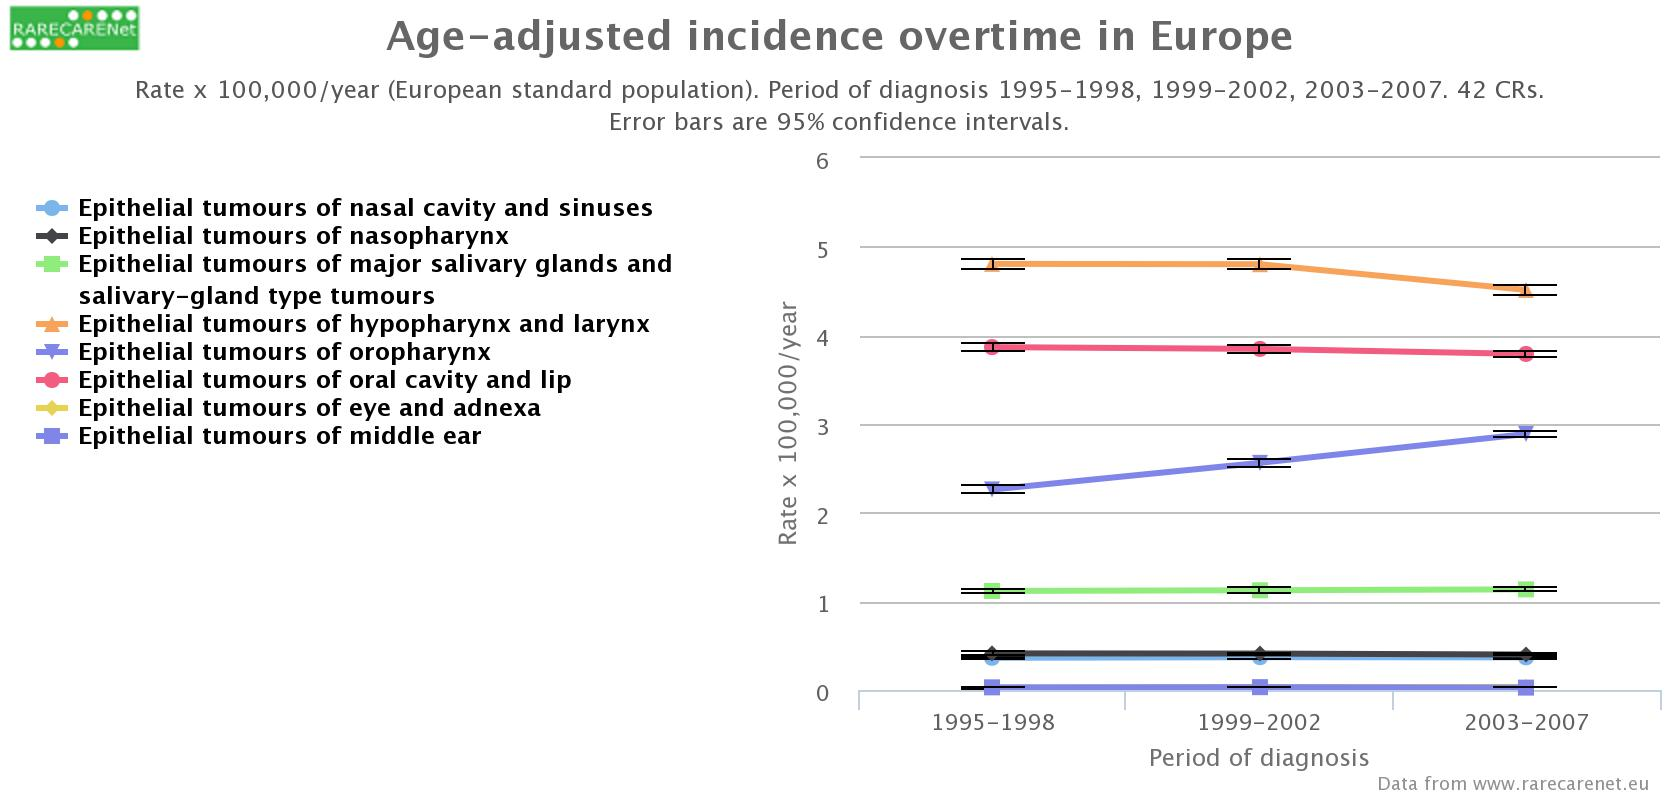 RARECARENet
Age-adjusted incidence overtime in Europe
Rate x 100,000/year (European standard population). Period of diagnosis 1995-1998, 1999-2002, 2003-2007. 42 CRs.
Error bars are 95% confidence intervals.
Epithelial tumours of nasal cavity and sinuses
Epithelial tumours of nasopharynx
Epithelial tumours of major salivary glands and
salivary-gland type tumours
Epithelial tumours of hypopharynx and larynx
Epithelial tumours of oropharynx
Epithelial tumours of oral cavity and lip
Epithelial tumours of eye and adnexa
Epithelial tumours of middle ear
Rate x 100,000/year
6
5
4
3
2
1
0
1995-1998
1999-2002
2003-2007
Period of diagnosis
Data from www.rarecarenet.eu